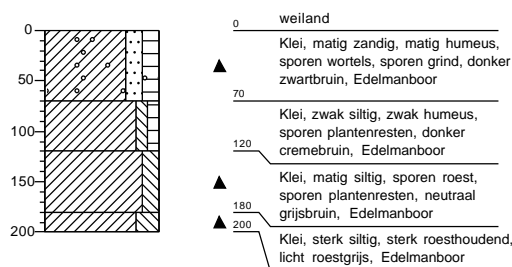 0
50
100
150
200
0
weiland
Klei, matig zandig, matig humeus,
sporen wortels, sporen grind, donker
zwartbruin, Edelmanboor
70
Klei, zwak siltig, zwak humeus,
sporen plantenresten, donker
cremebruin, Edelmanboor
120
Klei, matig siltig, sporen roest,
sporen plantenresten, neutraal
grijsbruin, Edelmanboor
180
Klei, sterk siltig, sterk roesthoudend,
licht roestgrijs, Edelmanboor
200